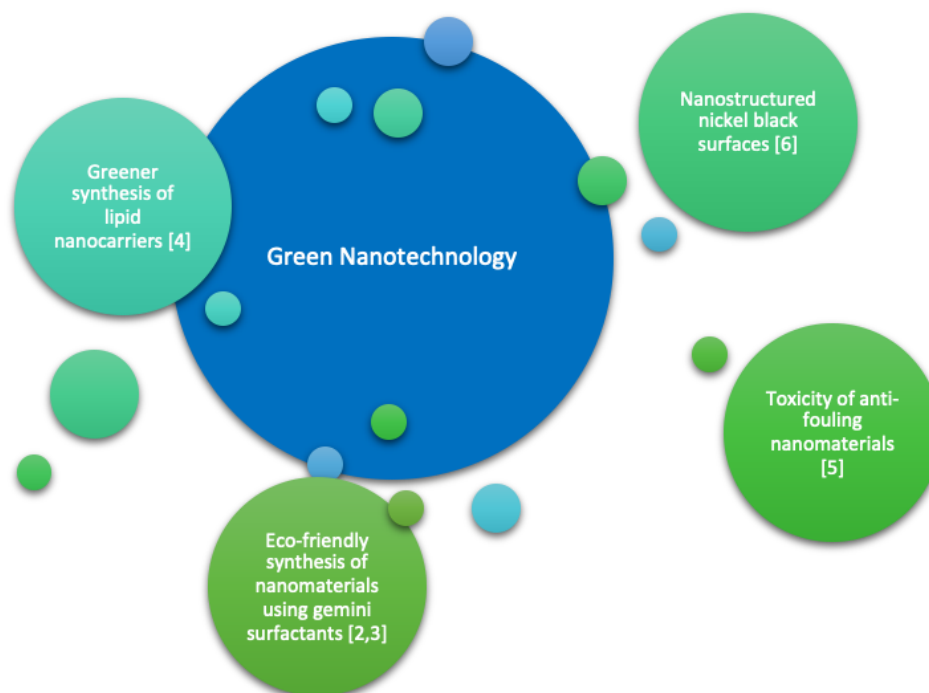 Nanostructured
nickel black
surfaces [6]
Greener
synthesis of
lipid
nanocarriers [4]
Green Nanotechnology
Toxicity of anti-
fouling
nanomaterials
[5]
Eco-friendly
synthesis of
nanomaterials
using gemini
surfactants [2,3]